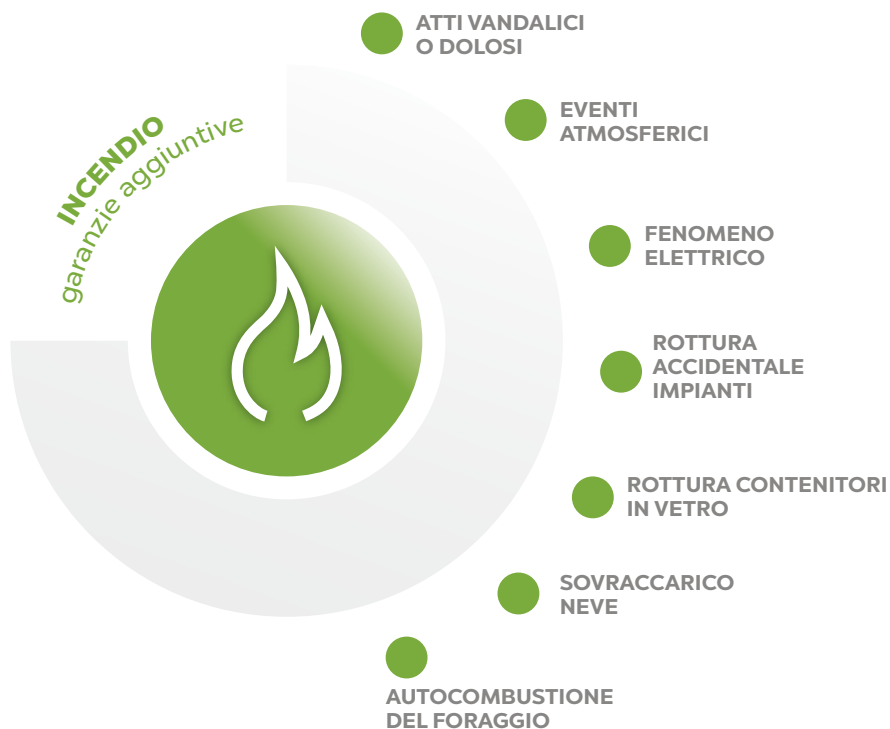 INCENDIO
garanzie aggiuntive
ATTI VANDALICI
O DOLOSI
EVENTI
ATMOSFERICI
FENOMENO
ELETTRICO
ROTTURA
ACCIDENTALE
IMPIANTI
ROTTURA CONTENITORI
IN VETRO
SOVRACCARICO
NEVE
AUTOCOMBUSTIONE
DEL FORAGGIO